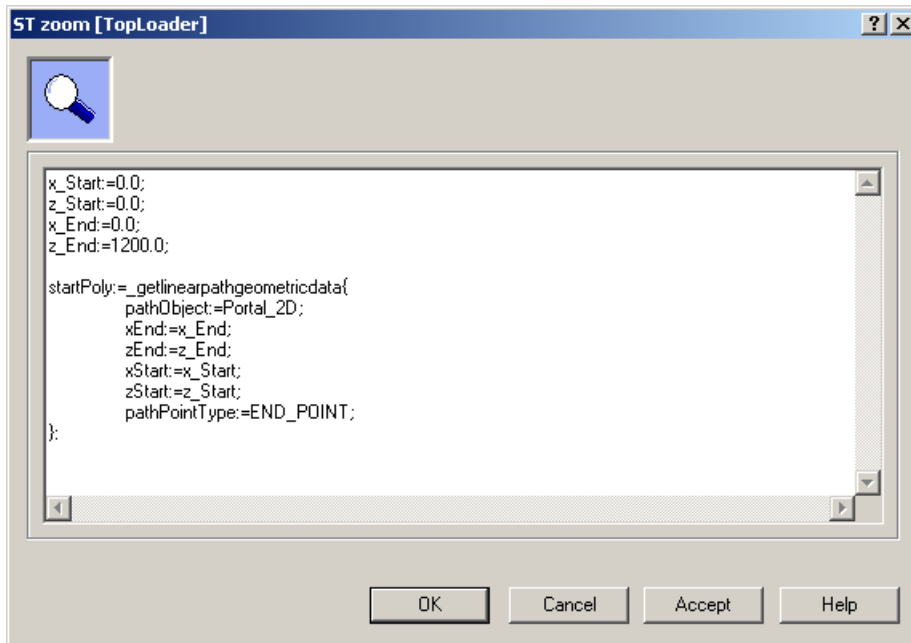 ST zoom [TopLoader]
x_Start:=0.0;
z_Start:=0.0;
x_End:=0.0;
z_End:=1200.0;
startPoly:=_getlinearpathgeometricdata{
pathObject:=Portal_2D;
xEnd:=x_End;
zEnd:=z_End;
xStart:=x_Start;
zStart:=z_Start;
pathPointType:=END_POINT;
};
OK Cancel Accept Help